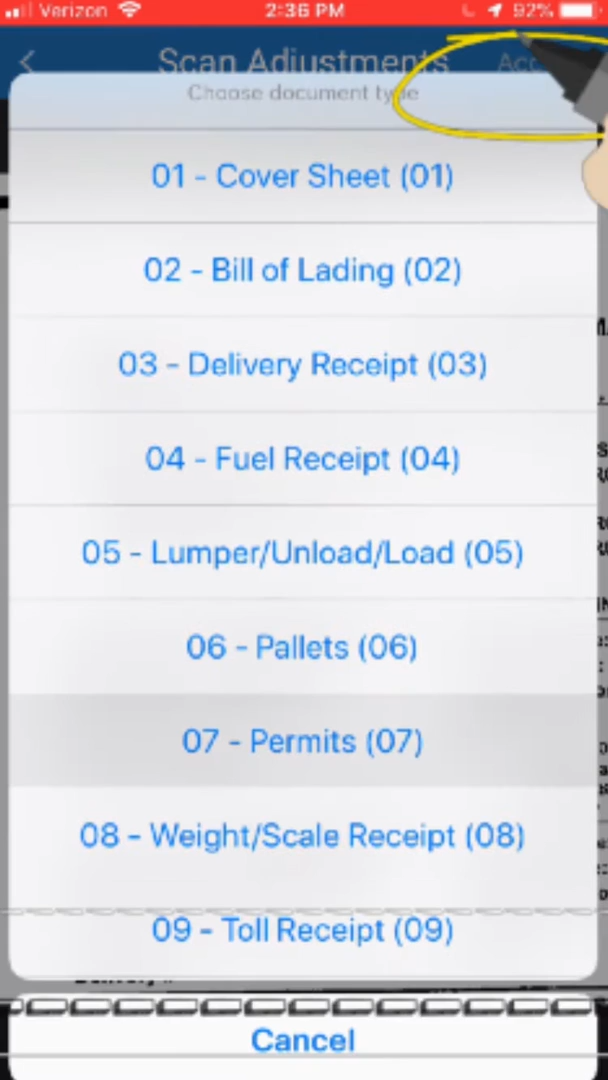 Verizon 2:36 PM 92%
Scan Adjustments Acc
Choose document type
01 - Cover Sheet (01)
02 - Bill of Lading (02)
03 - Delivery Receipt (03)
04 - Fuel Receipt (04)
05 - Lumper/Unload/Load (05)
06 - Pallets (06)
07 - Permits (07)
08 - Weight/Scale Receipt (08)
09 - Toll Receipt (09)
Cancel